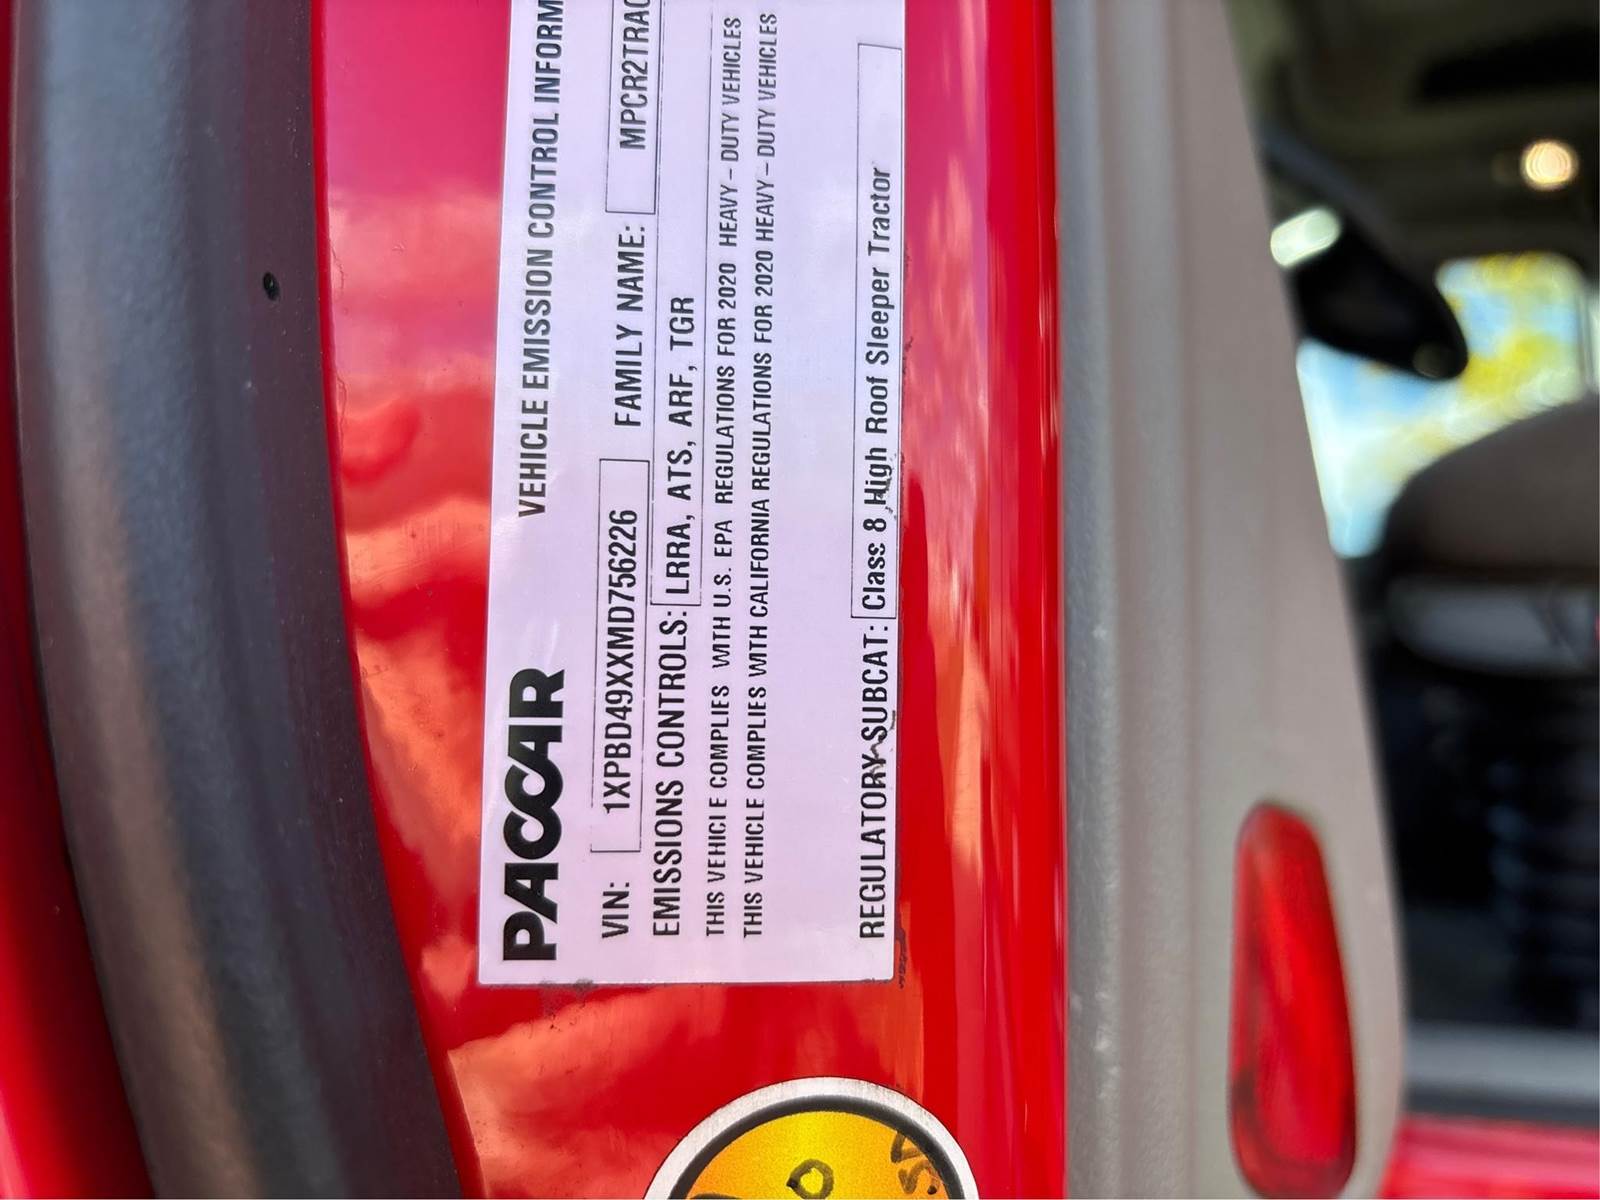 PACCAR VEHICLE EMISSION CONTROL INFORM
VIN: 1XPBD49XXMD756226 FAMILY NAME: MPCR2TRAC
EMISSIONS CONTROLS: LRRA, ATS, ARF, TGR
THIS VEHICLE COMPLIES WITH U.S. EPA REGULATIONS FOR 2020 HEAVY-DUTY VEHICLES
THIS VEHICLE COMPLIES WITH CALIFORNIA REGULATIONS FOR 2020 HEAVY-DUTY VEHICLES
REGULATORY SUBCAT: Class 8 High Roof Sleeper Tractor